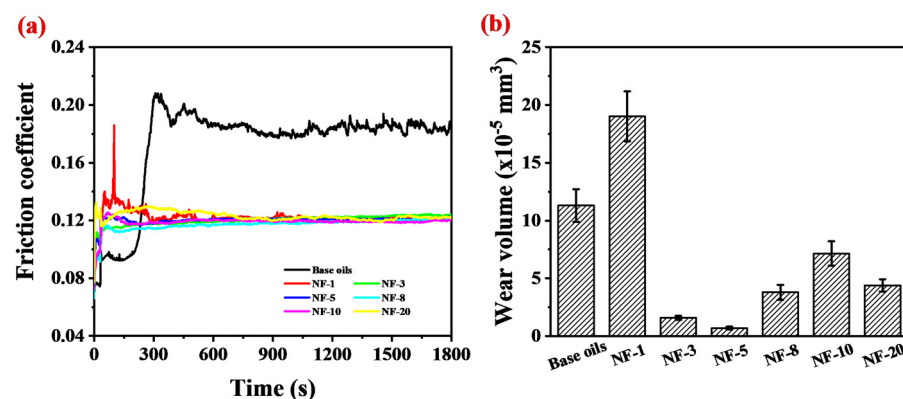 (a)
Friction coefficient
0.24
0.20
0.16
0.12
0.08
0.04
Base oils
NF-1 NF-3
NF-5 NF-8
NF-10 NF-20
0 300 600 900 1200 1500 1800
Time (s)
(b)
Wear volume (x10⁻⁵ mm³)
25
20
15
10
5
0
Base oils NF-1 NF-3 NF-5 NF-8 NF-10 NF-20